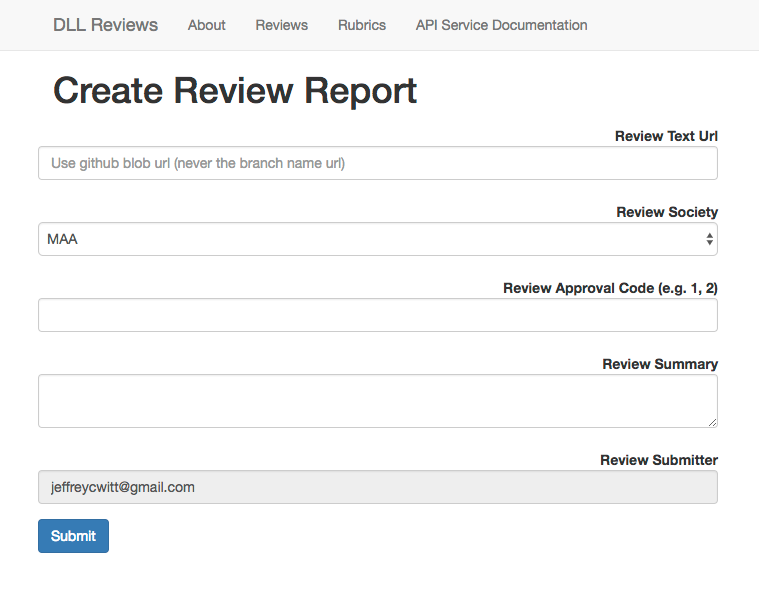 DLL Reviews About Reviews Rubrics API Service Documentation
Create Review Report
Review Text Url
Use github blob url (never the branch name url)
Review Society
MAA
Review Approval Code (e.g. 1, 2)
Review Summary
Review Submitter
jeffreycwitt@gmail.com
Submit